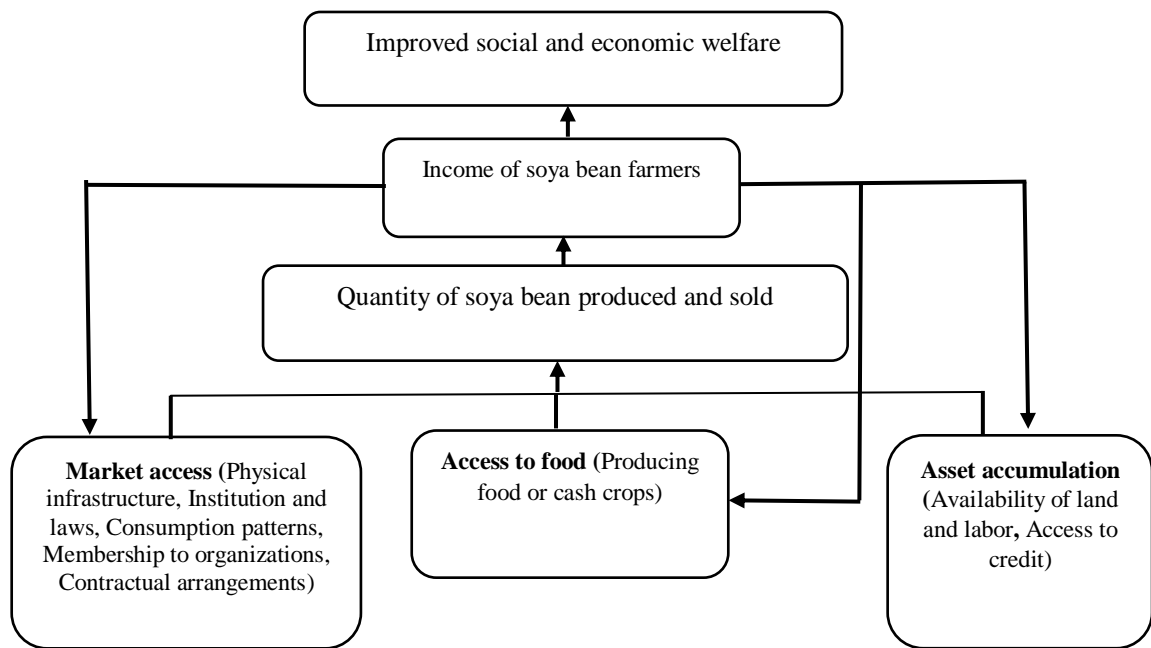 Improved social and economic welfare
Income of soya bean farmers
Quantity of soya bean produced and sold
Market access (Physical
infrastructure, Institution and
laws, Consumption patterns,
Membership to organizations,
Contractual arrangements)
Access to food (Producing
food or cash crops)
Asset accumulation
(Availability of land
and labor, Access to
credit)